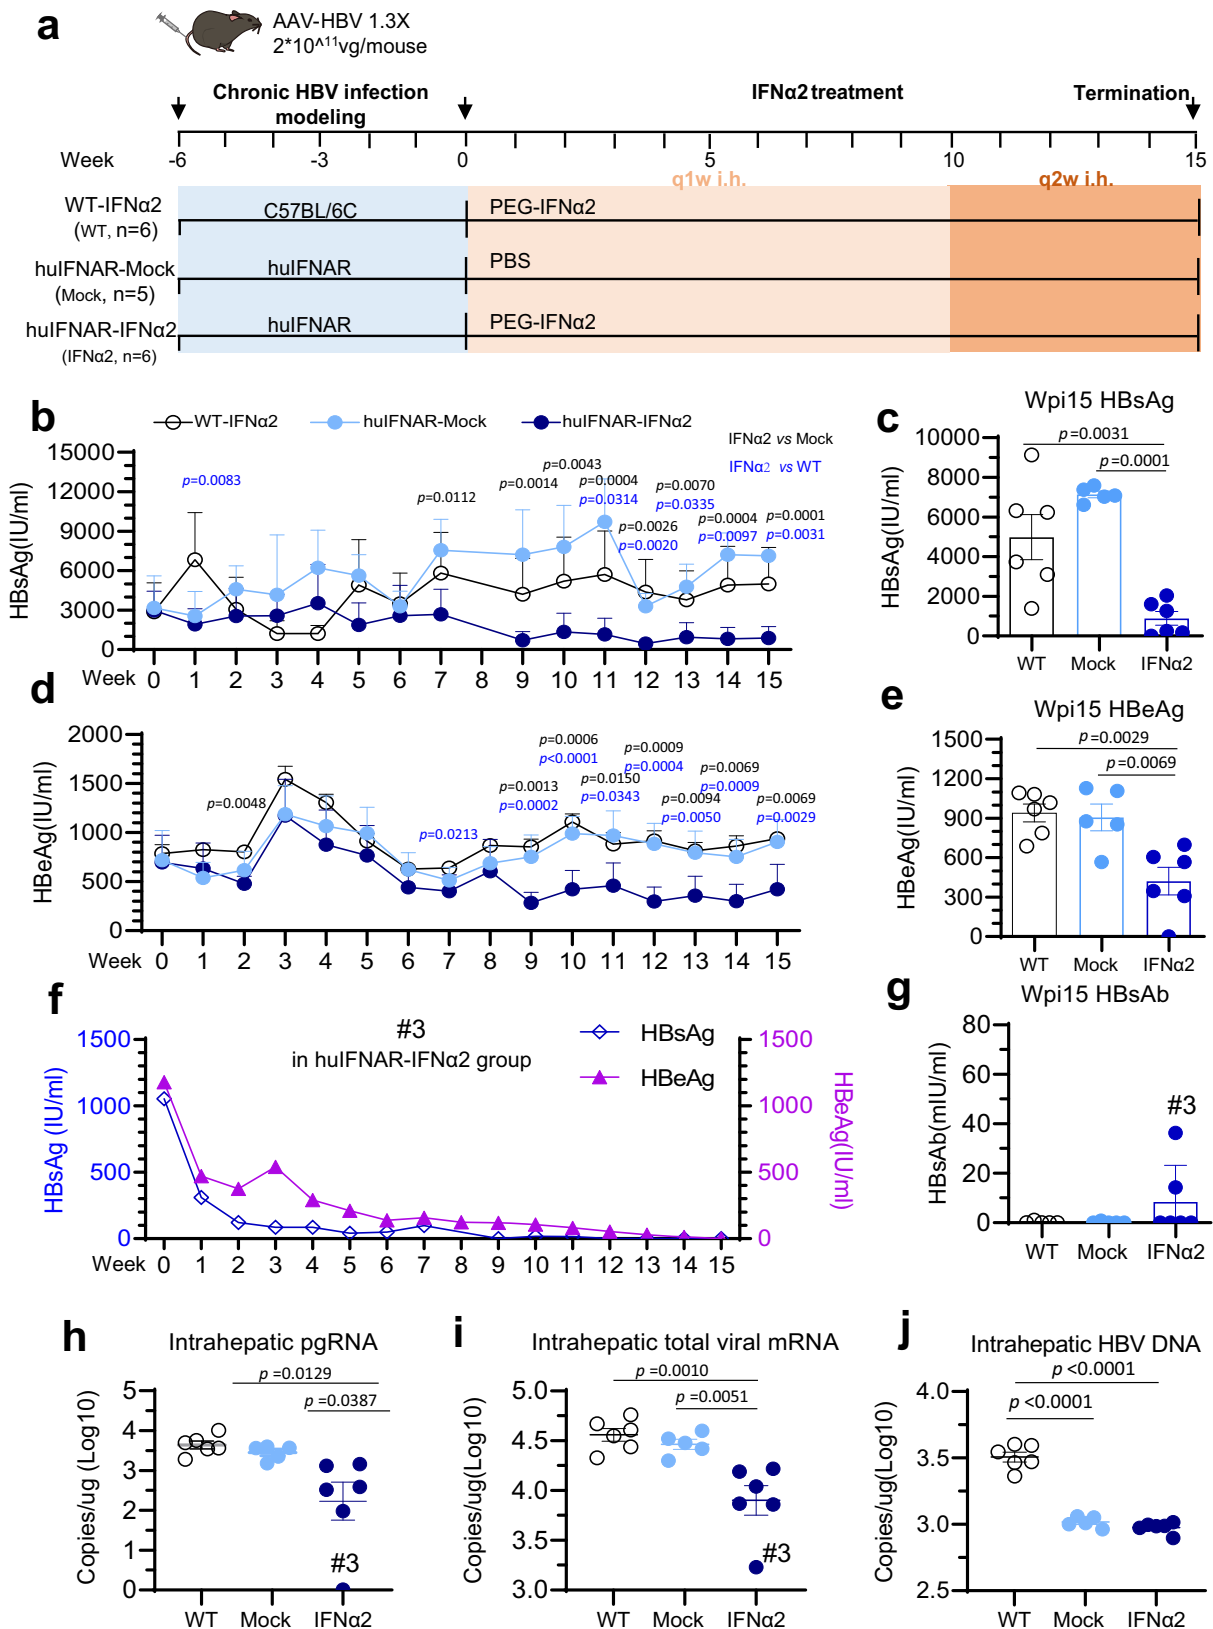 a
AAV-HBV 1.3X
2*10^11vg/mouse
Chronic HBV infection
modeling
IFNα2 treatment
Termination
Week
-6
-3
0
5
10
15
q1w i.h.
q2w i.h.
WT-IFNα2
(WT, n=6)
C57BL/6C
PEG-IFNα2
huIFNAR-Mock
(Mock, n=5)
huIFNAR
PBS
huIFNAR-IFNα2
(IFNα2, n=6)
huIFNAR
PEG-IFNα2
b
WT-IFNα2
huIFNAR-Mock
huIFNAR-IFNα2
IFNα2 vs Mock
IFNα2 vs WT
HBsAg(IU/ml)
15000
12000
9000
6000
3000
0
p=0.0083
p=0.0112
p=0.0014
p=0.0043
p=0.0004
p=0.0314
p=0.0026
p=0.0020
p=0.0070
p=0.0335
p=0.0004
p=0.0097
p=0.0001
p=0.0031
Week 0 1 2 3 4 5 6 7 8 9 10 11 12 13 14 15
c
Wpi15 HBsAg
p=0.0031
p=0.0001
HBsAg(IU/ml)
10000
8000
6000
4000
2000
0
WT Mock IFNα2
d
HBeAg(IU/ml)
2000
1500
1000
500
0
p=0.0048
p=0.0213
p=0.0013
p=0.0002
p=0.0006
p<0.0001
p=0.0150
p=0.0343
p=0.0009
p=0.0004
p=0.0094
p=0.0050
p=0.0069
p=0.0009
p=0.0069
p=0.0029
Week 0 1 2 3 4 5 6 7 8 9 10 11 12 13 14 15
e
Wpi15 HBeAg
p=0.0029
p=0.0069
HBeAg(IU/ml)
1500
1200
900
600
300
0
WT Mock IFNα2
f
#3
in huIFNAR-IFNα2 group
HBsAg
HBeAg
HBsAg (IU/ml)
1500
1000
500
0
HBeAg(IU/ml)
1500
1000
500
0
Week 0 1 2 3 4 5 6 7 8 9 10 11 12 13 14 15
g
Wpi15 HBsAb
HBsAb(mIU/ml)
80
60
40
20
0
#3
WT Mock IFNα2
h
Intrahepatic pgRNA
p =0.0129
p =0.0387
Copies/ug (Log10)
5
4
3
2
1
0
#3
WT Mock IFNα2
i
Intrahepatic total viral mRNA
p =0.0010
p =0.0051
Copies/ug(Log10)
5.0
4.5
4.0
3.5
3.0
#3
WT Mock IFNα2
j
Intrahepatic HBV DNA
p <0.0001
p <0.0001
Copies/ug(Log10)
4.0
3.5
3.0
2.5
WT Mock IFNα2